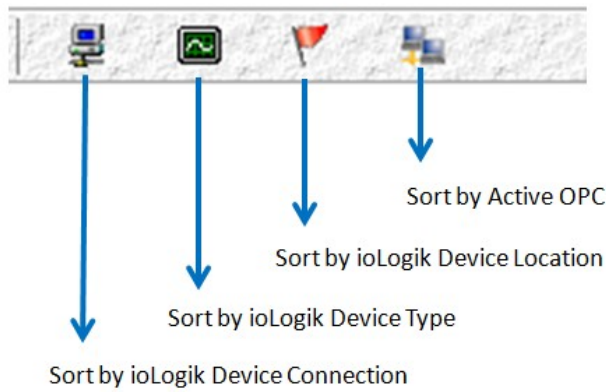 Sort by Active OPC
Sort by ioLogik Device Location
Sort by ioLogik Device Type
Sort by ioLogik Device Connection